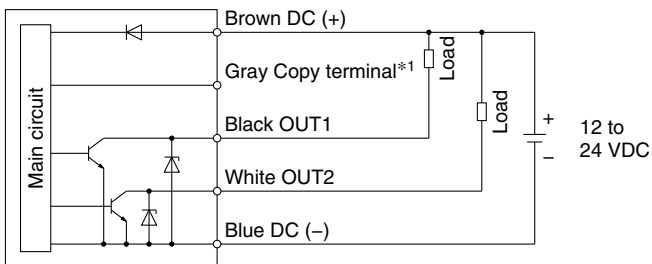 Brown DC (+)
Gray Copy terminal*1
Black OUT1
White OUT2
Blue DC (−)
Main circuit
Load
Load
+
−
12 to
24 VDC